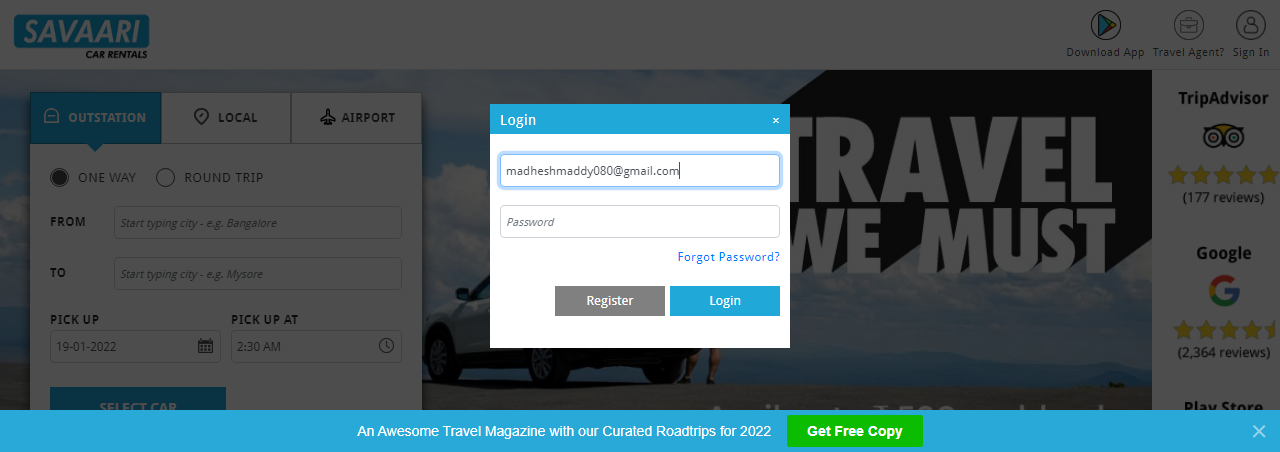 SAVAARI
CAR RENTALS
Download App
Travel Agent?
Sign In
OUTSTATION
LOCAL
AIRPORT
ONE WAY
ROUND TRIP
FROM
Start typing city - e.g. Bangalore
TO
Start typing city - e.g. Mysore
PICK UP
PICK UP AT
19-01-2022
2:30 AM
SELECT CAR
Login
×
madheshmaddy080@gmail.com
Password
Forgot Password?
Register
Login
TRAVEL
WE MUST
TripAdvisor
(177 reviews)
Google
G
(2,364 reviews)
Play Store
An Awesome Travel Magazine with our Curated Roadtrips for 2022
Get Free Copy